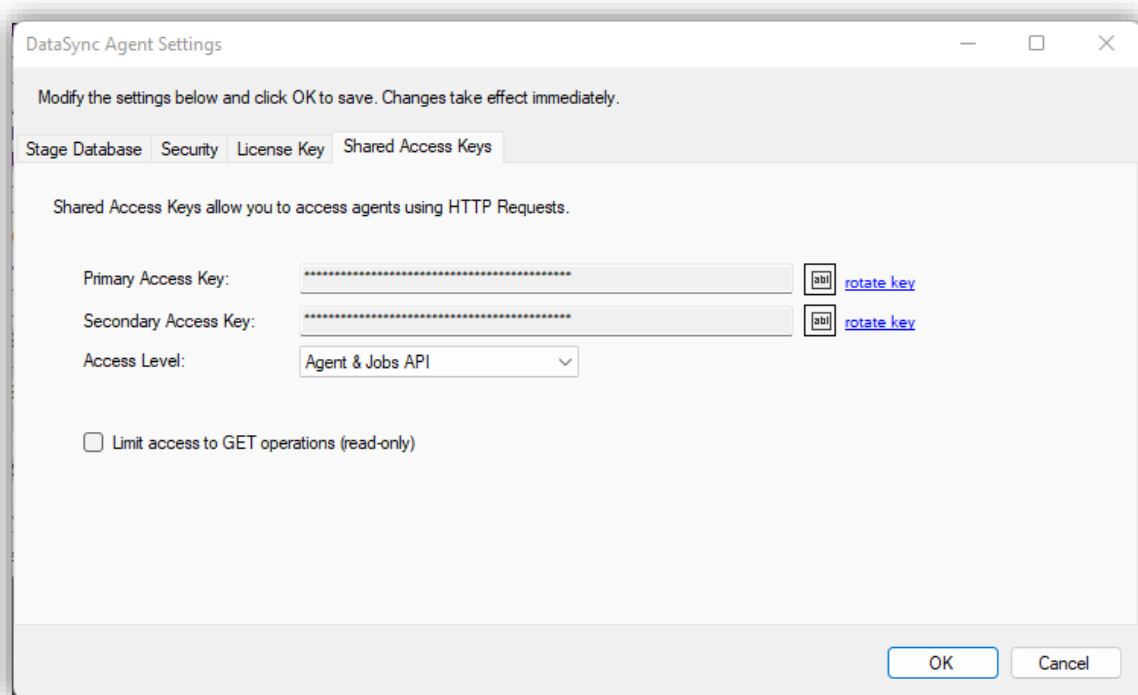 DataSync Agent Settings
Modify the settings below and click OK to save. Changes take effect immediately.
Stage Database Security License Key Shared Access Keys
Shared Access Keys allow you to access agents using HTTP Requests.
Primary Access Key: ******************************************** abl rotate key
Secondary Access Key: ******************************************** abl rotate key
Access Level: Agent & Jobs API
Limit access to GET operations (read-only)
OK Cancel